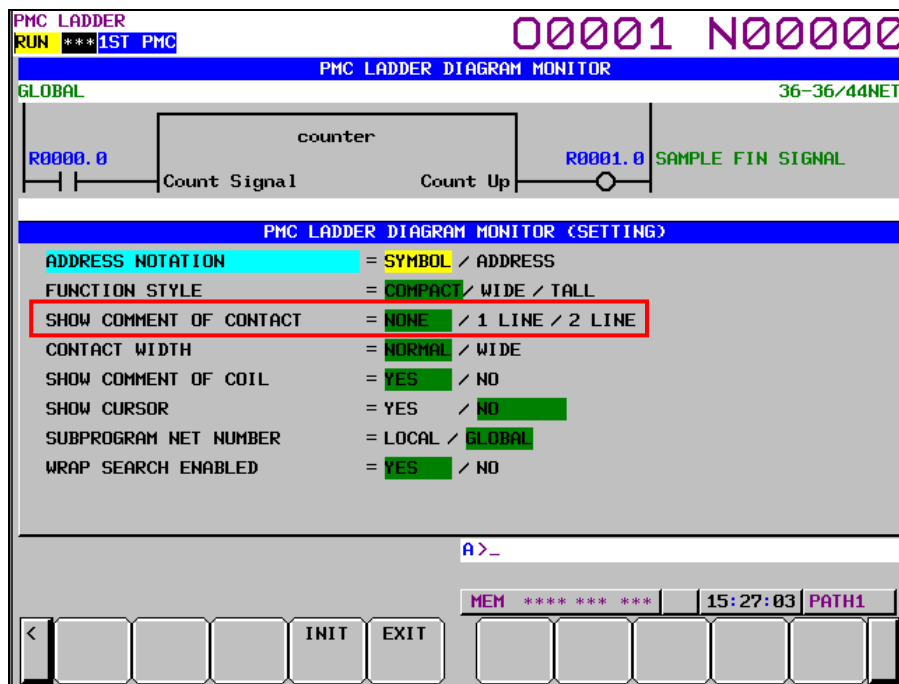 PMC LADDER
RUN ***1ST PMC
O0001 N00000
PMC LADDER DIAGRAM MONITOR
GLOBAL 36-36/44NET
counter
R0000.0 R0001.0 SAMPLE FIN SIGNAL
Count Signal Count Up
PMC LADDER DIAGRAM MONITOR (SETTING)
ADDRESS NOTATION = SYMBOL / ADDRESS
FUNCTION STYLE = COMPACT/ WIDE / TALL
SHOW COMMENT OF CONTACT = NONE / 1 LINE / 2 LINE
CONTACT WIDTH = NORMAL / WIDE
SHOW COMMENT OF COIL = YES / NO
SHOW CURSOR = YES / NO
SUBPROGRAM NET NUMBER = LOCAL / GLOBAL
WRAP SEARCH ENABLED = YES / NO
A>_
MEM **** *** *** 15:27:03 PATH1
< INIT EXIT